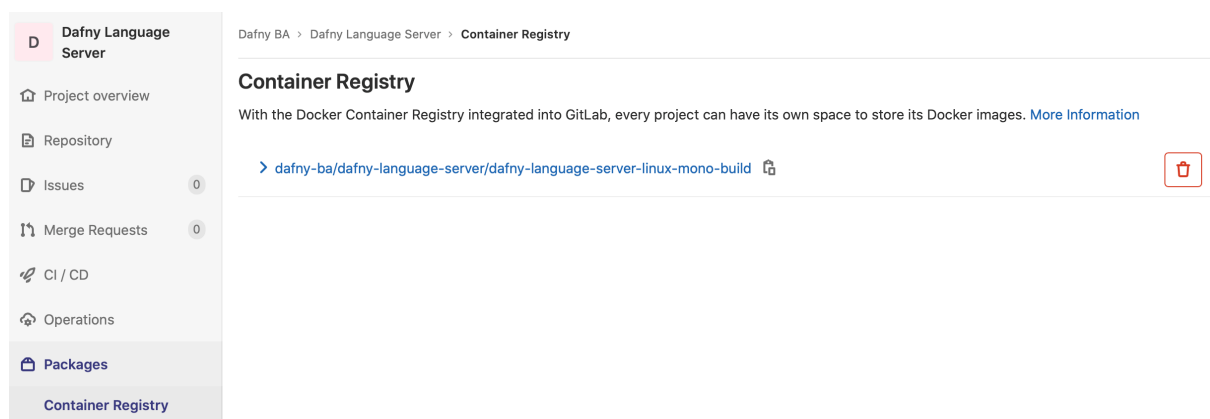 D
Dafny Language
Server
Project overview
Repository
Issues 0
Merge Requests 0
CI / CD
Operations
Packages
Container Registry
Dafny BA > Dafny Language Server > Container Registry
Container Registry
With the Docker Container Registry integrated into GitLab, every project can have its own space to store its Docker images. More Information
dafny-ba/dafny-language-server/dafny-language-server-linux-mono-build